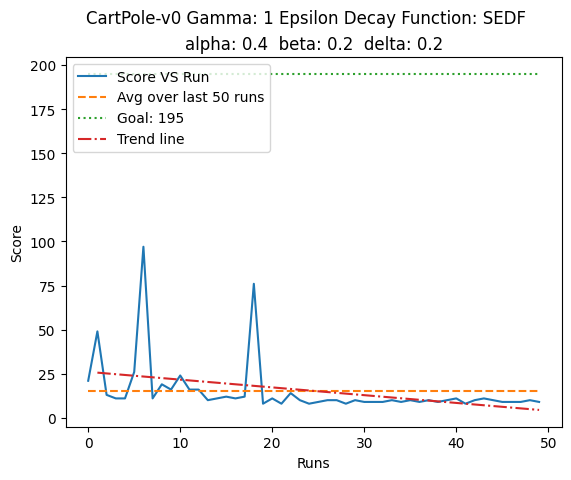 CartPole-v0 Gamma: 1 Epsilon Decay Function: SEDF
alpha: 0.4 beta: 0.2 delta: 0.2
200
175
150
125
100
75
50
25
0
Score
Score VS Run
Avg over last 50 runs
Goal: 195
Trend line
0 10 20 30 40 50
Runs